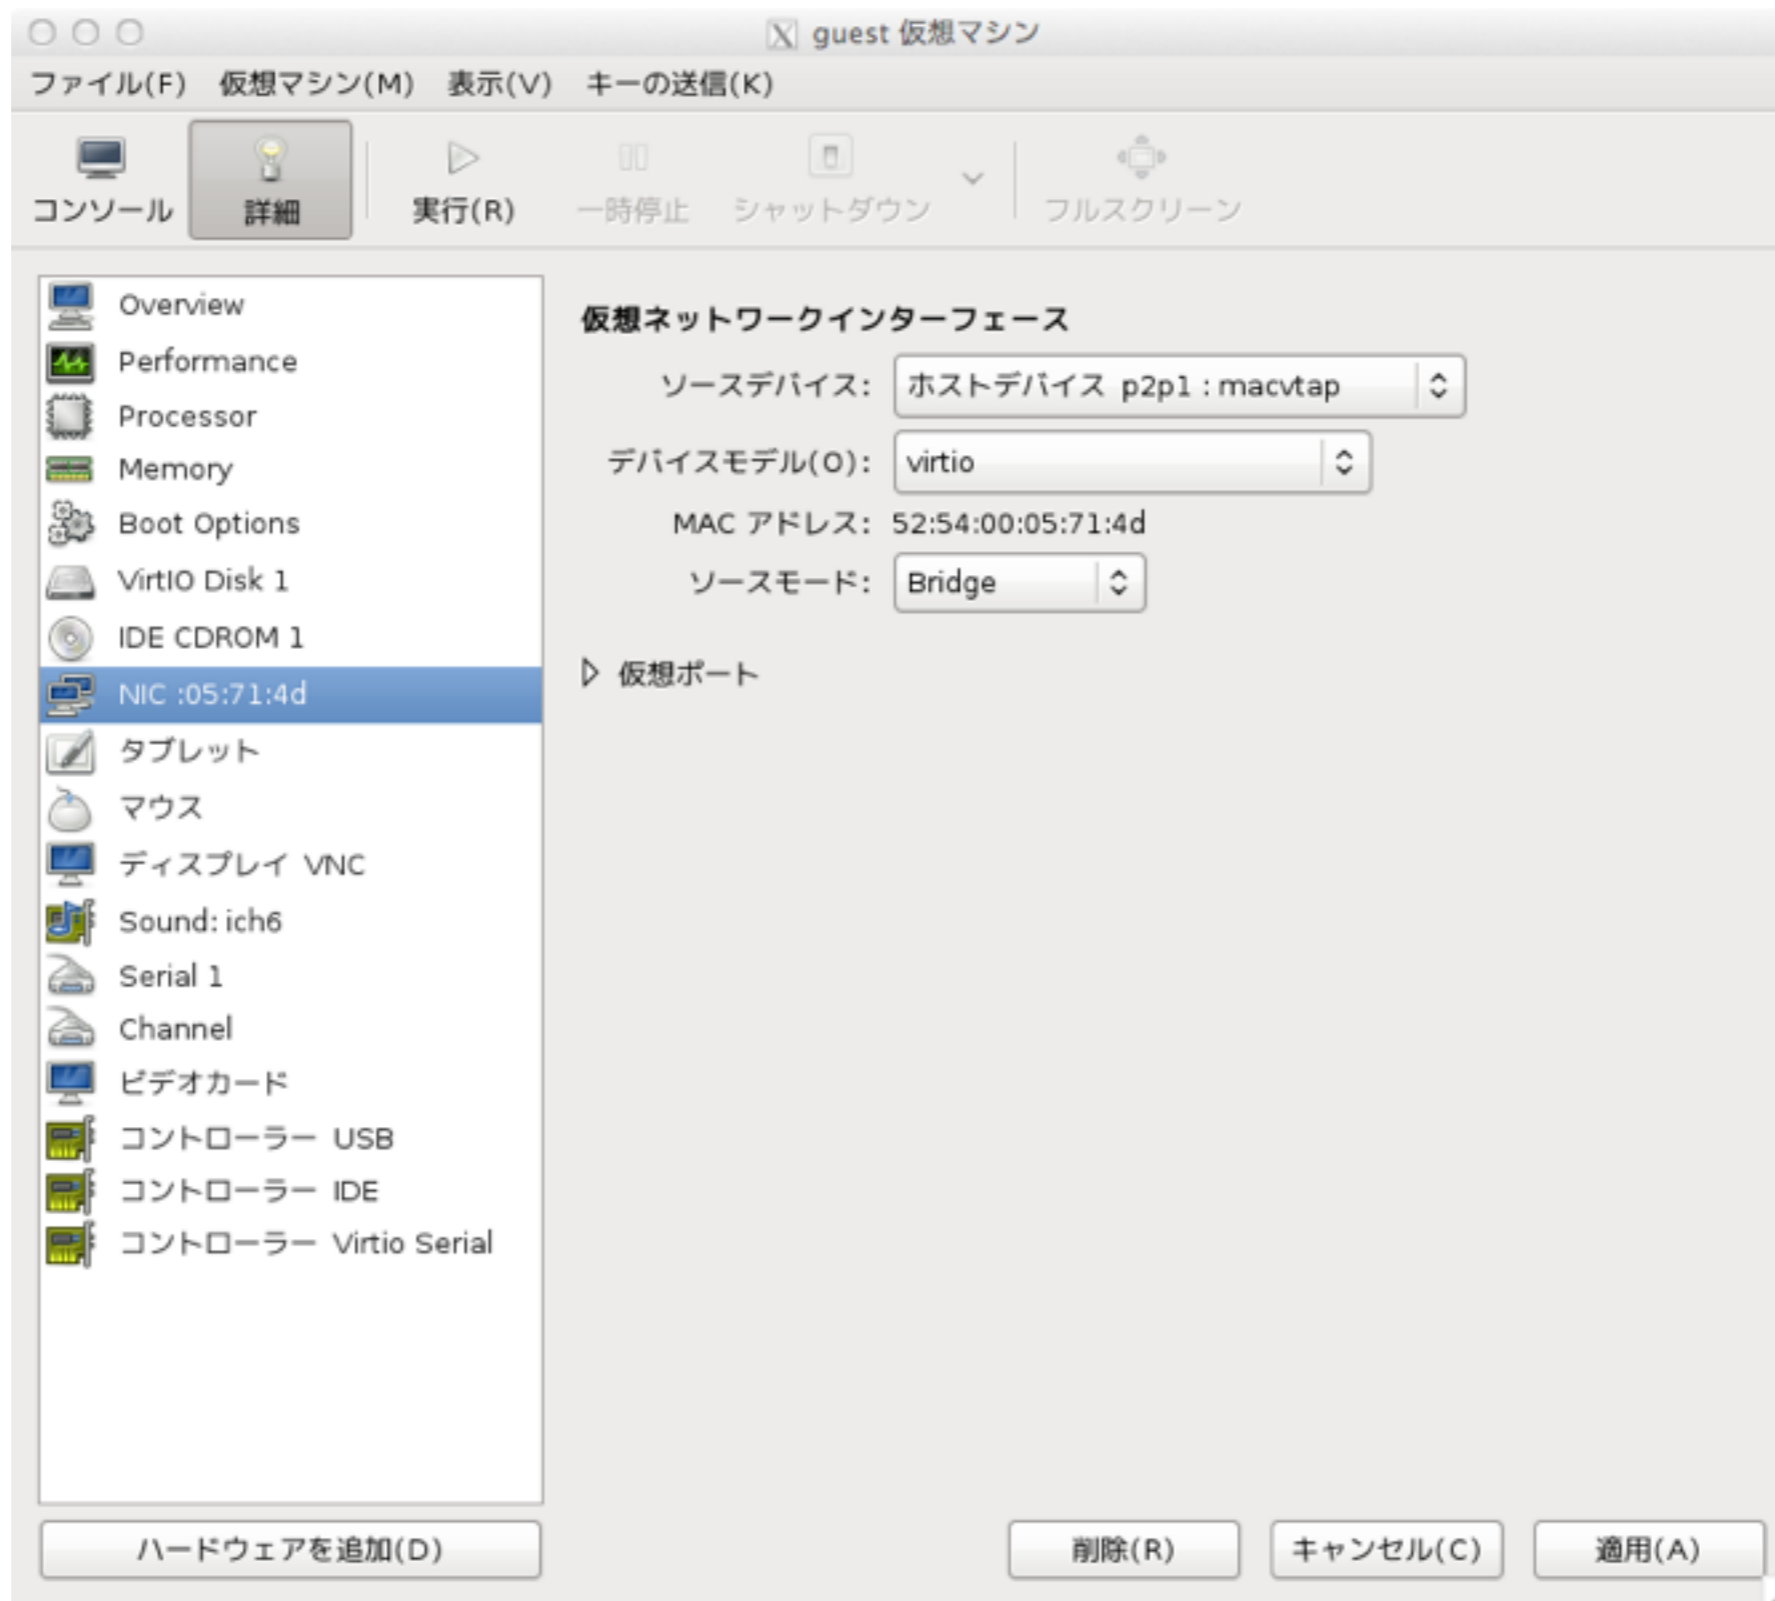 guest 仮想マシン
ファイル(F) 仮想マシン(M) 表示(V) キーの送信(K)
コンソール 詳細 実行(R) 一時停止 シャットダウン フルスクリーン
Overview
Performance
Processor
Memory
Boot Options
VirtIO Disk 1
IDE CDROM 1
NIC :05:71:4d
タブレット
マウス
ディスプレイ VNC
Sound: ich6
Serial 1
Channel
ビデオカード
コントローラー USB
コントローラー IDE
コントローラー Virtio Serial
ハードウェアを追加(D)
仮想ネットワークインターフェース
ソースデバイス: ホストデバイス p2p1 : macvtap
デバイスモデル(O): virtio
MAC アドレス: 52:54:00:05:71:4d
ソースモード: Bridge
仮想ポート
削除(R) キャンセル(C) 適用(A)